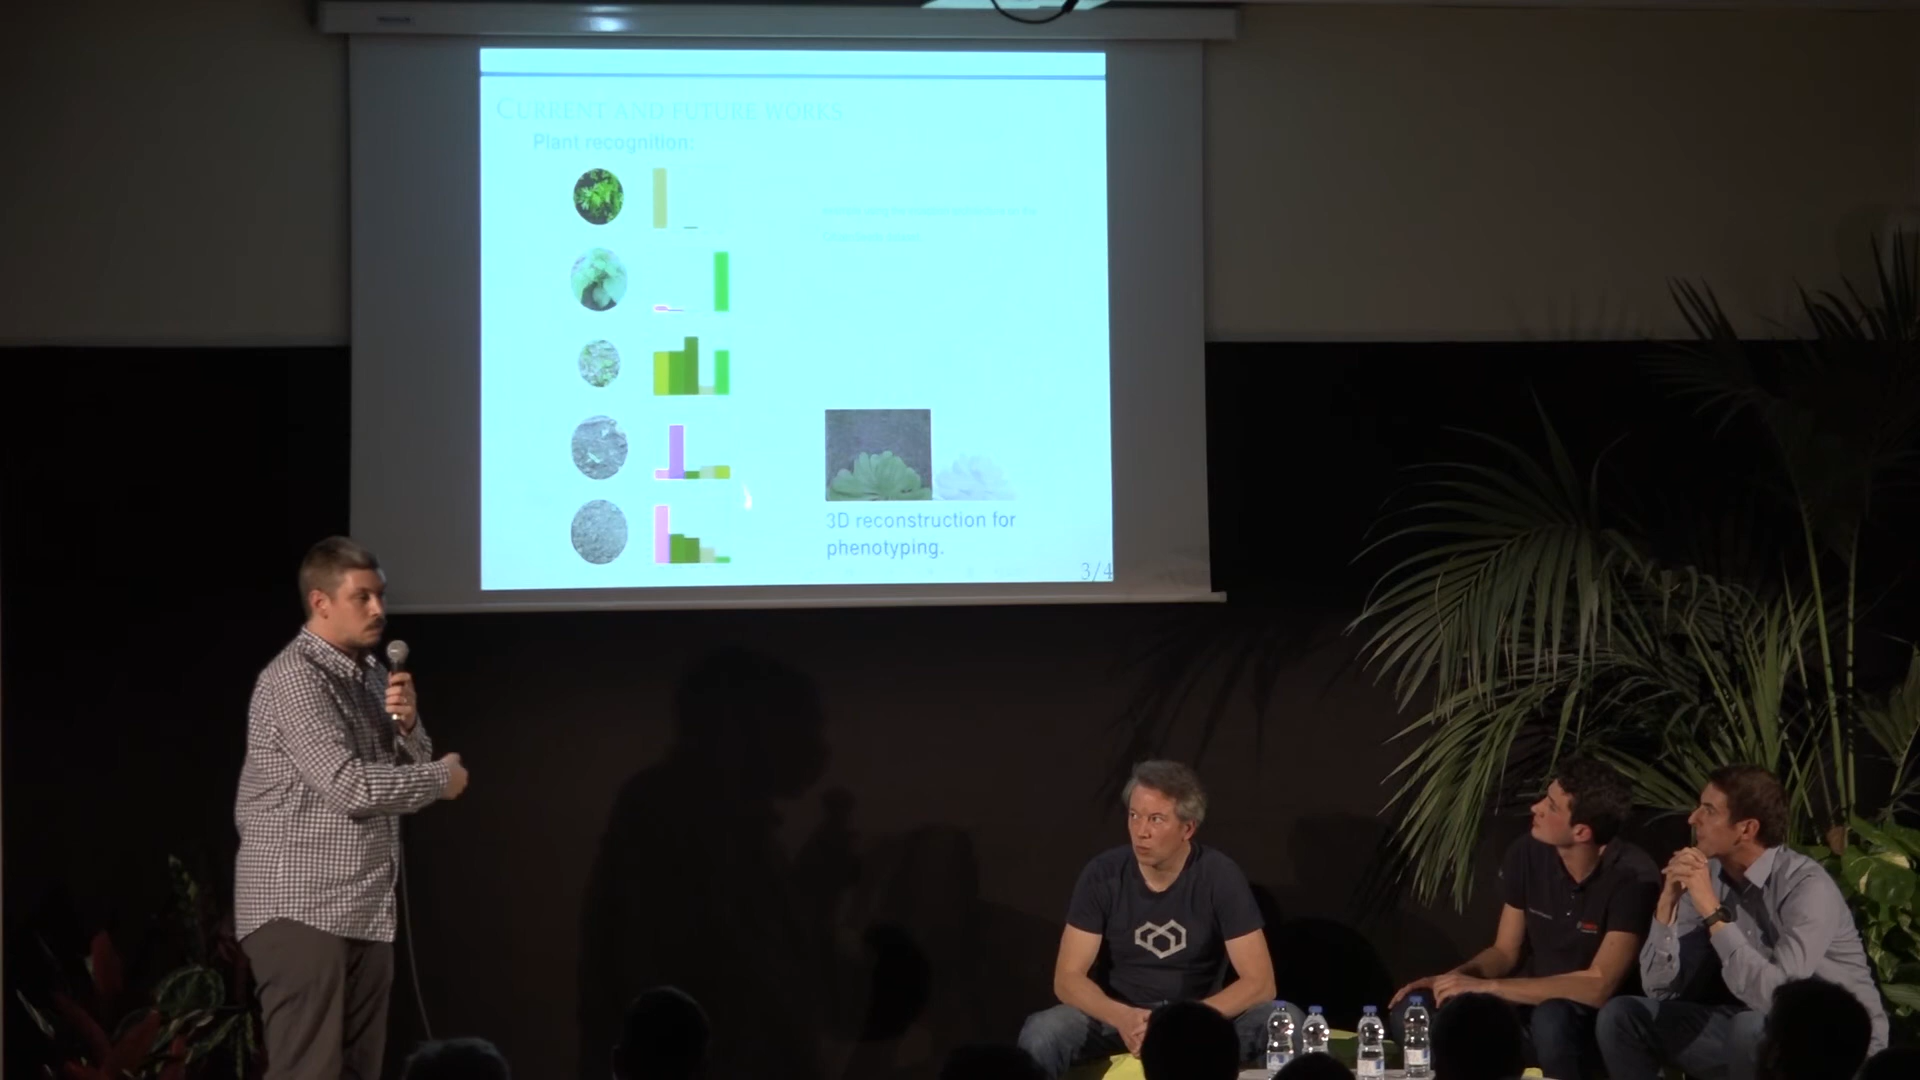 CURRENT AND FUTURE WORKS
Plant recognition:
3D reconstruction for
phenotyping.
3/4